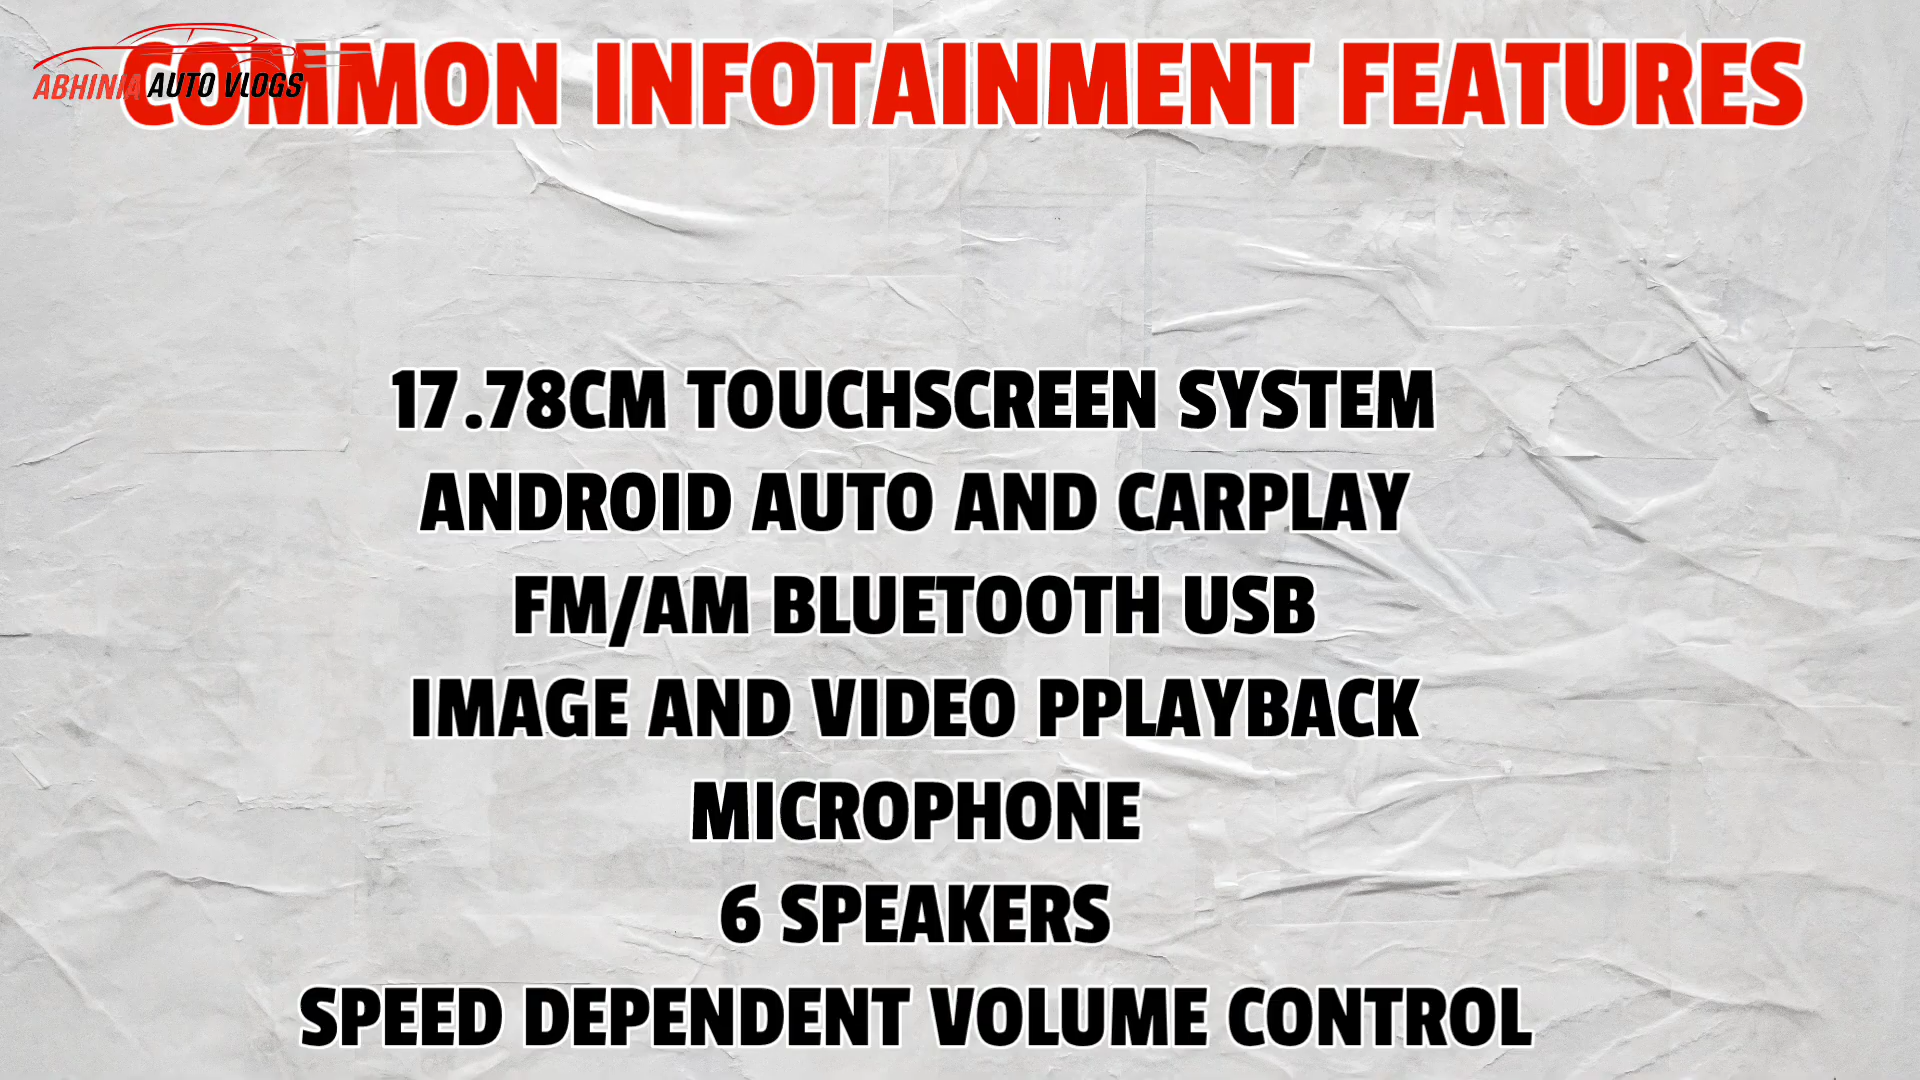 COMMON INFOTAINMENT FEATURES
ABHINIA AUTO VLOGS
17.78CM TOUCHSCREEN SYSTEM
ANDROID AUTO AND CARPLAY
FM/AM BLUETOOTH USB
IMAGE AND VIDEO PPLAYBACK
MICROPHONE
6 SPEAKERS
SPEED DEPENDENT VOLUME CONTROL